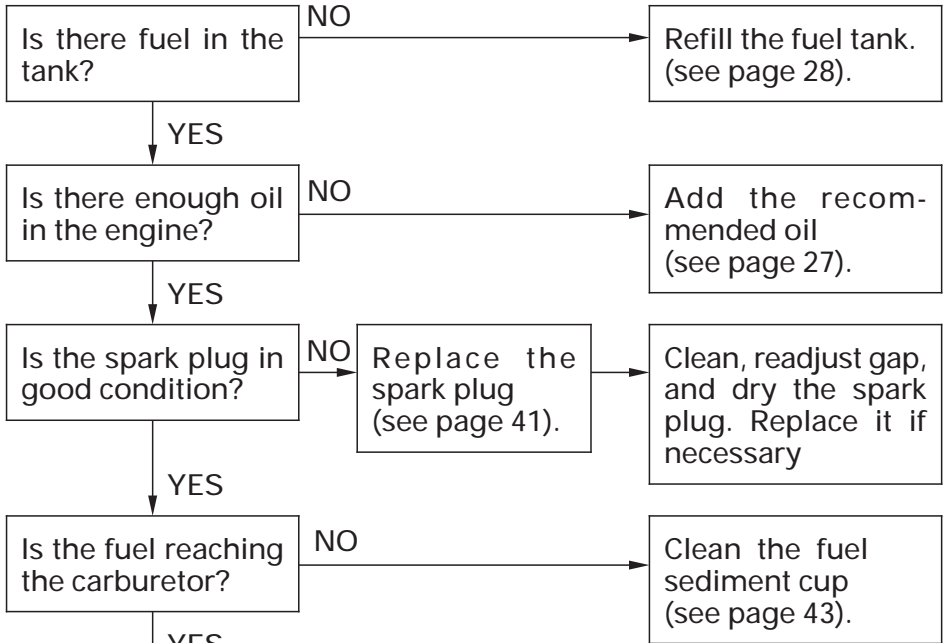 Is there fuel in the
tank?
NO
Refill the fuel tank.
(see page 28).
YES
Is there enough oil
in the engine?
NO
Add the recom-
mended oil
(see page 27).
YES
Is the spark plug in
good condition?
NO
Replace the
spark plug
(see page 41).
Clean, readjust gap,
and dry the spark
plug. Replace it if
necessary
YES
Is the fuel reaching
the carburetor?
NO
Clean the fuel
sediment cup
(see page 43).
YES